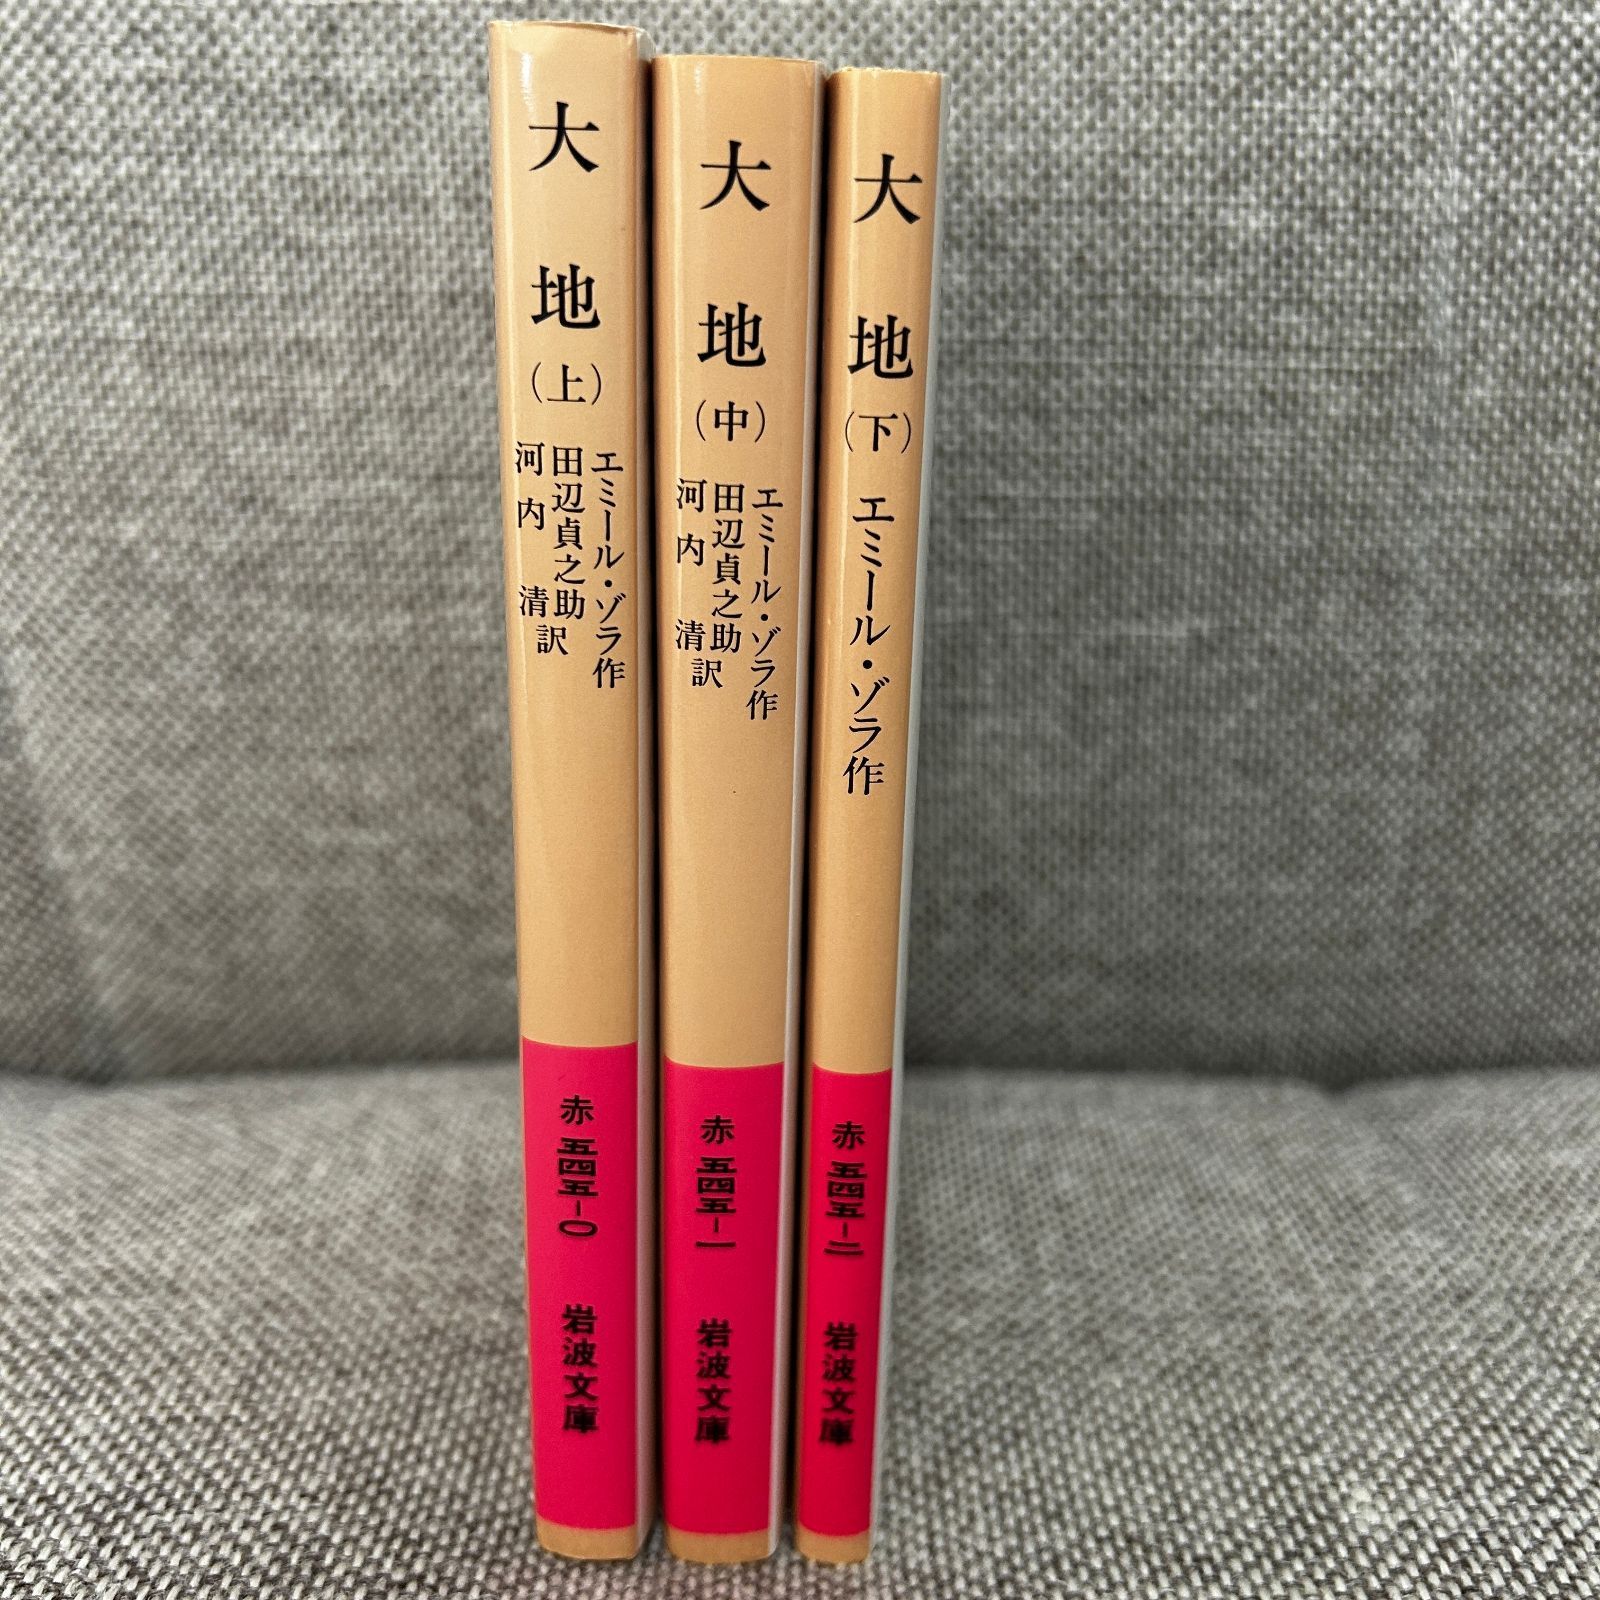 大地(上)
エミール・ゾラ作
田辺貞之助
河内 清訳
赤 五四五-〇
岩波文庫
大地(中)
エミール・ゾラ作
田辺貞之助
河内 清訳
赤 五四五-一
岩波文庫
大地(下)
エミール・ゾラ作
赤 五四五-二
岩波文庫